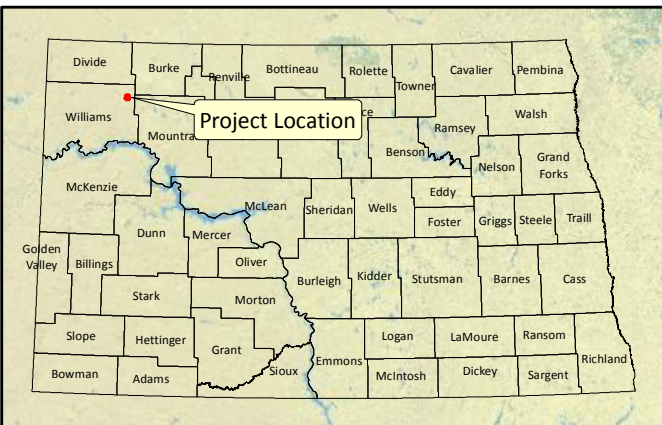 Divide
Burke
Renville
Bottineau
Rolette
Towner
Cavalier
Pembina
Williams
Project Location
Mountra
ce
Ramsey
Walsh
Benson
Nelson
Grand
Forks
McKenzie
McLean
Sheridan
Wells
Eddy
Foster
Griggs
Steele
Traill
Dunn
Mercer
Golden
Valley
Billings
Oliver
Burleigh
Kidder
Stutsman
Barnes
Cass
Stark
Morton
Slope
Hettinger
Grant
Sioux
Emmons
Logan
LaMoure
Ransom
Richland
Bowman
Adams
McIntosh
Dickey
Sargent